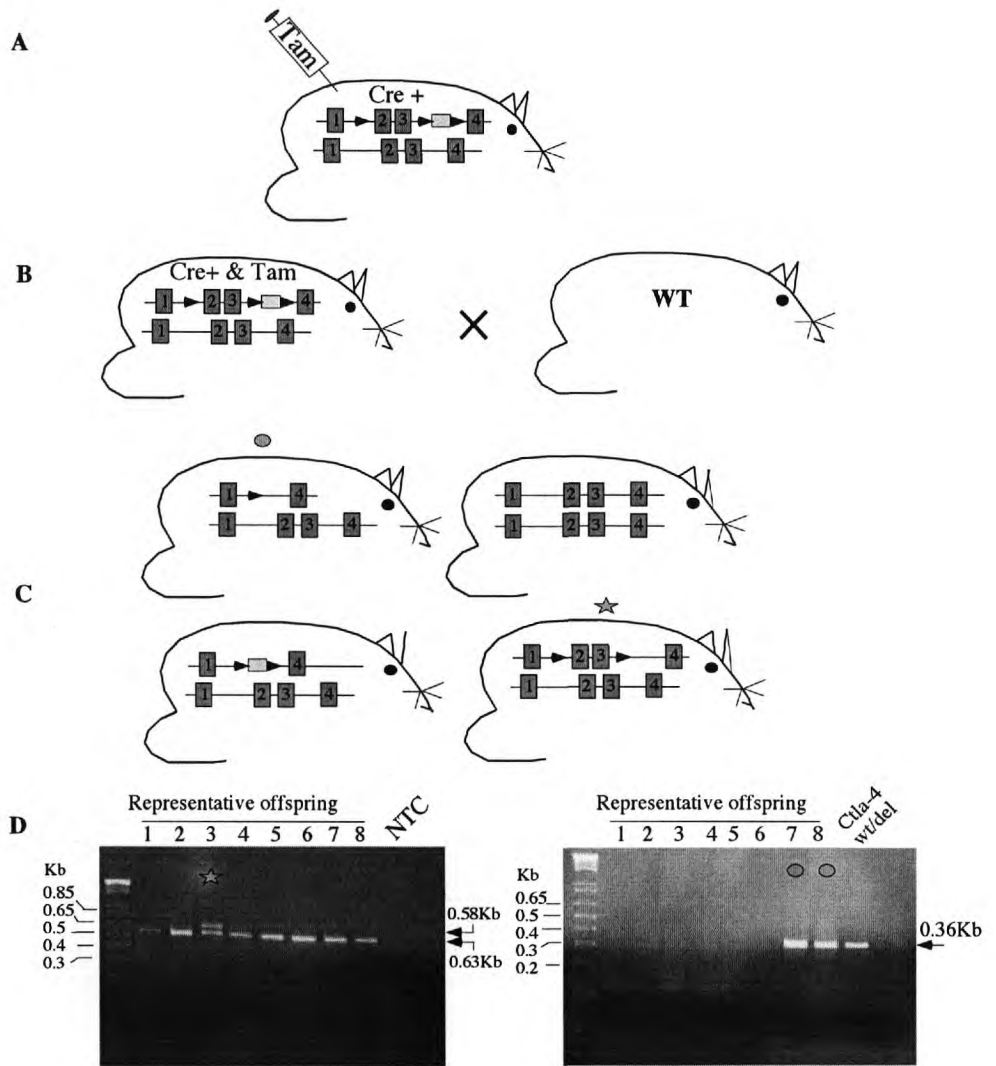 A
Tam
Cre +
1 2 3 4
1 2 3 4
B
Cre+ & Tam
1 2 3 4
1 2 3 4
WT
1 4
1 2 3 4
1 2 3 4
1 2 3 4
C
1 4
1 2 3 4
1 2 3 4
1 2 3 4
D
Representative offspring
1 2 3 4 5 6 7 8 NTC
Kb
0.85
0.65
0.5
0.4
0.3
0.58Kb
0.63Kb
Representative offspring
1 2 3 4 5 6 7 8
Ctla-4
wt/del
Kb
0.65
0.5
0.4
0.3
0.2
0.36Kb